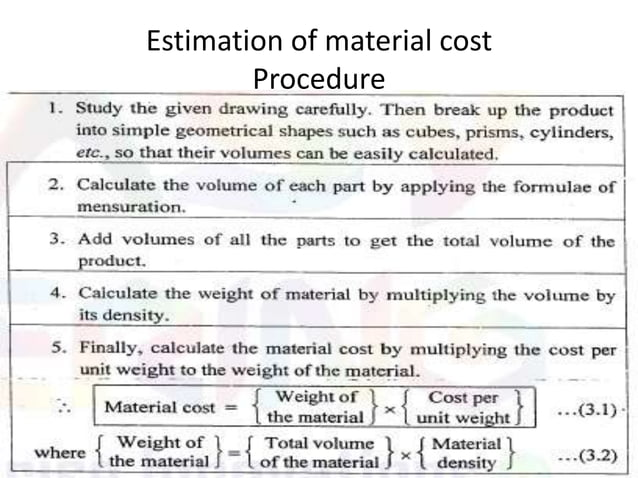 Estimation of material cost
Procedure
1. Study the given drawing carefully. Then break up the product
into simple geometrical shapes such as cubes, prisms, cylinders,
etc., so that their volumes can be easily calculated.
2. Calculate the volume of each part by applying the formulae of
mensuration.
3. Add volumes of all the parts to get the total volume of the
product.
4. Calculate the weight of material by multiplying the volume by
its density.
5. Finally, calculate the material cost by multiplying the cost per
unit weight to the weight of the material.
∴ Material cost = { Weight of the material } × { Cost per unit weight } ...(3.1)
where { Weight of the material } = { Total volume of the material } × { Material density } ...(3.2)